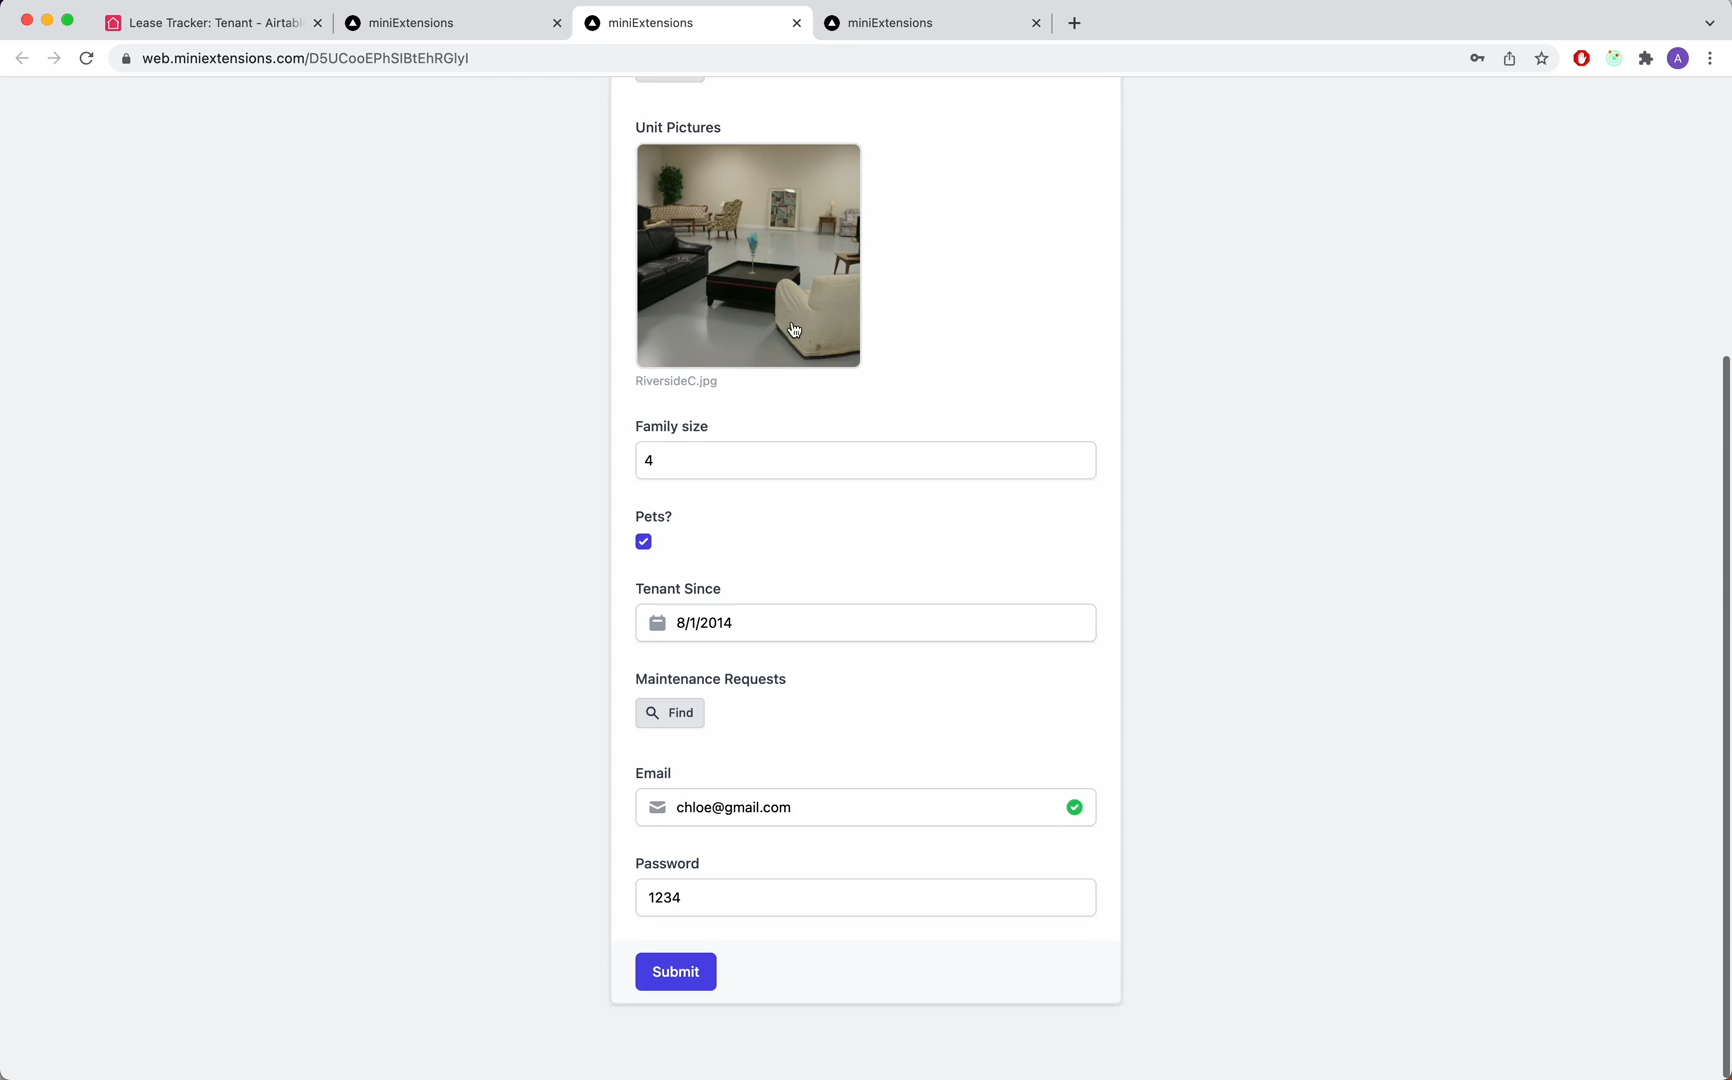 Lease Tracker: Tenant - Airtabl
miniExtensions
miniExtensions
miniExtensions
web.miniextensions.com/D5UCooEPhSIBtEhRGlyI
A
Unit Pictures
RiversideC.jpg
Family size
4
Pets?
Tenant Since
8/1/2014
Maintenance Requests
Find
Email
chloe@gmail.com
Password
1234
Submit